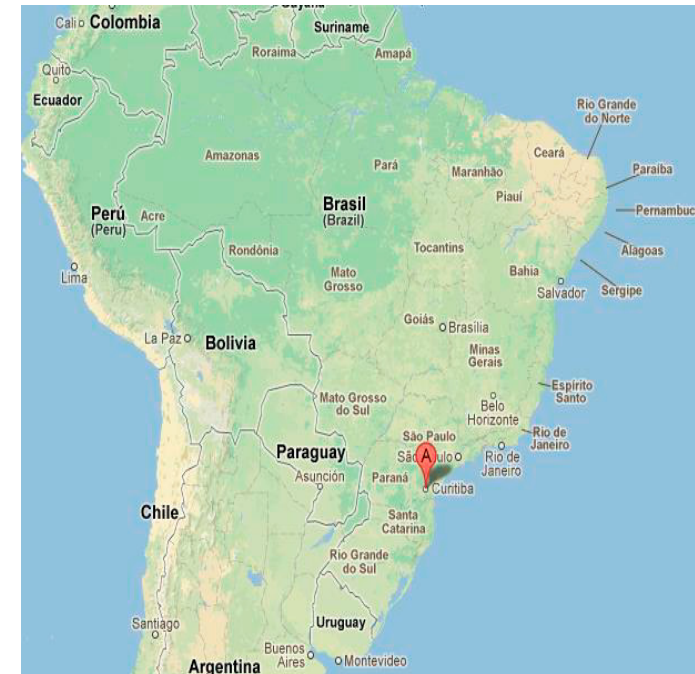 Guyana
Cali
Colombia
Suriname
Roraima
Amapá
Quito
Ecuador
Rio Grande
do Norte
Ceará
Amazonas
Pará
Maranhão
Paraíba
Piauí
Perú
(Peru)
Acre
Brasil
(Brazil)
Pernambuc
Rondônia
Tocantins
Alagoas
Lima
Mato
Grosso
Bahia
Salvador
Sergipe
Goiás
Brasília
La Paz
Bolivia
Minas
Gerais
Espírito
Santo
Mato Grosso
do Sul
Belo
Horizonte
São Paulo
Rio de
Janeiro
Paraguay
A
Rio de
Janeiro
Asunción
Paraná
Curitiba
Chile
Santa
Catarina
Rio Grande
do Sul
Santiago
Uruguay
Buenos
Aires
Montevideo
Argentina